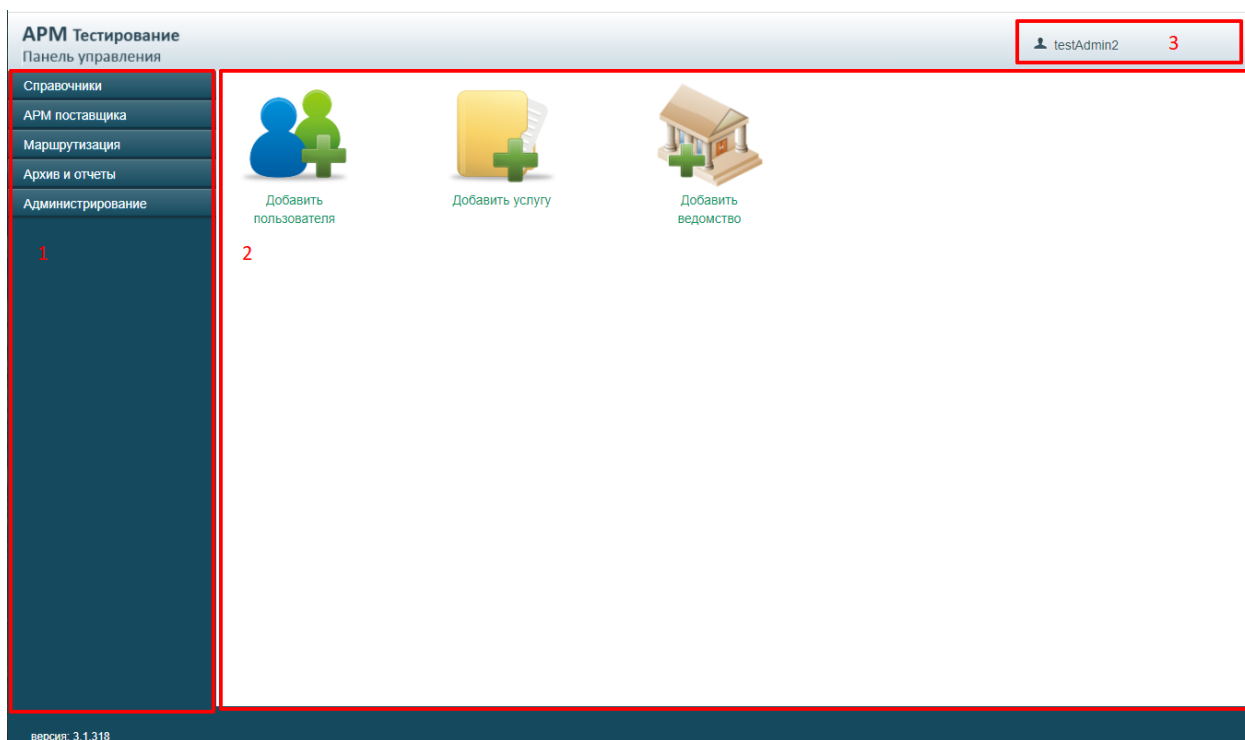 АРМ Тестирование
Панель управления
testAdmin2
3
Справочники
АРМ поставщика
Маршрутизация
Архив и отчеты
Администрирование
1
Добавить
пользователя
Добавить услугу
Добавить
ведомство
2
версия: 3.1.318